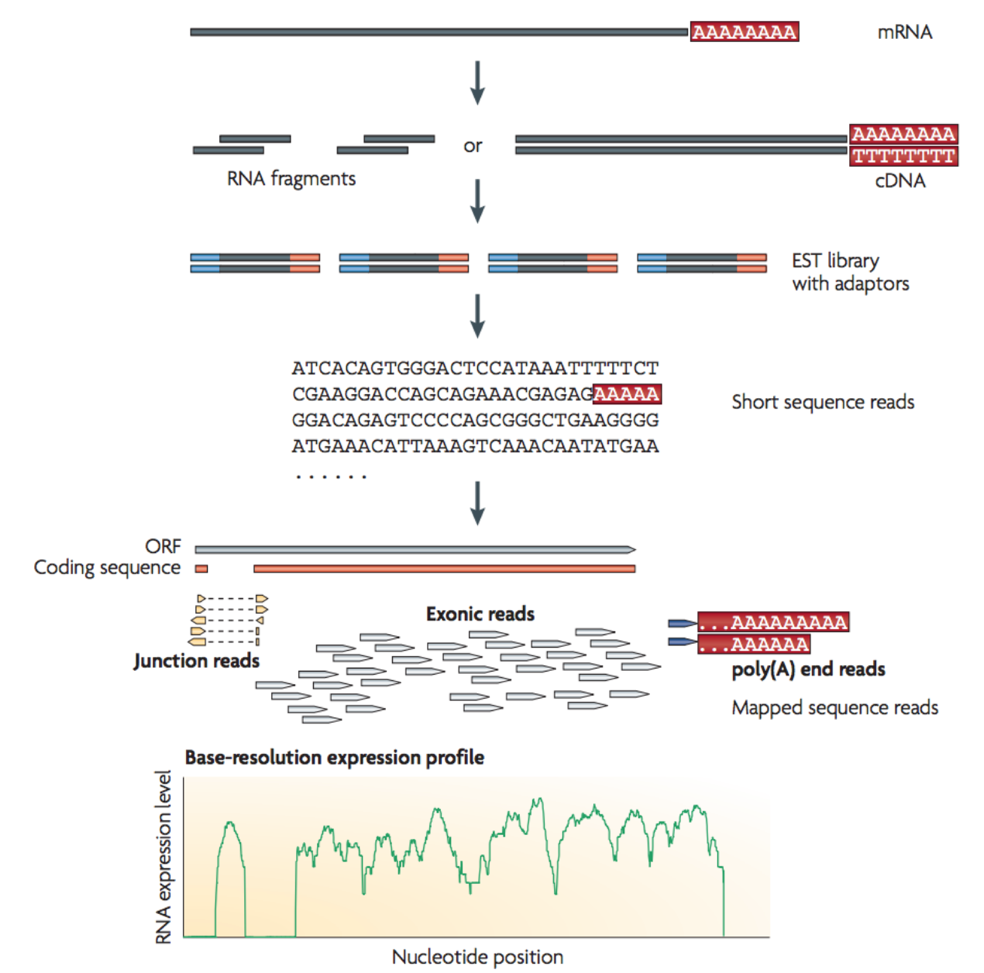 AAAAAAAA mRNA
AAAAAAAA
or
TTTTTTTT
RNA fragments
cDNA
EST library
with adaptors
ATCACAGTGGGACTCCATAAATTTTTCT
CGAAGGACCAGCAGAAACGAGAGAAAAA
Short sequence reads
GGACAGAGTCCCCAGCGGGCTGAAGGGG
ATGAAACATTAAAGTCAAACAATATGAA
......
ORF
Coding sequence
Exonic reads
...AAAAAAAAA
...AAAAAA
Junction reads
poly(A) end reads
Mapped sequence reads
Base-resolution expression profile
RNA expression level
Nucleotide position